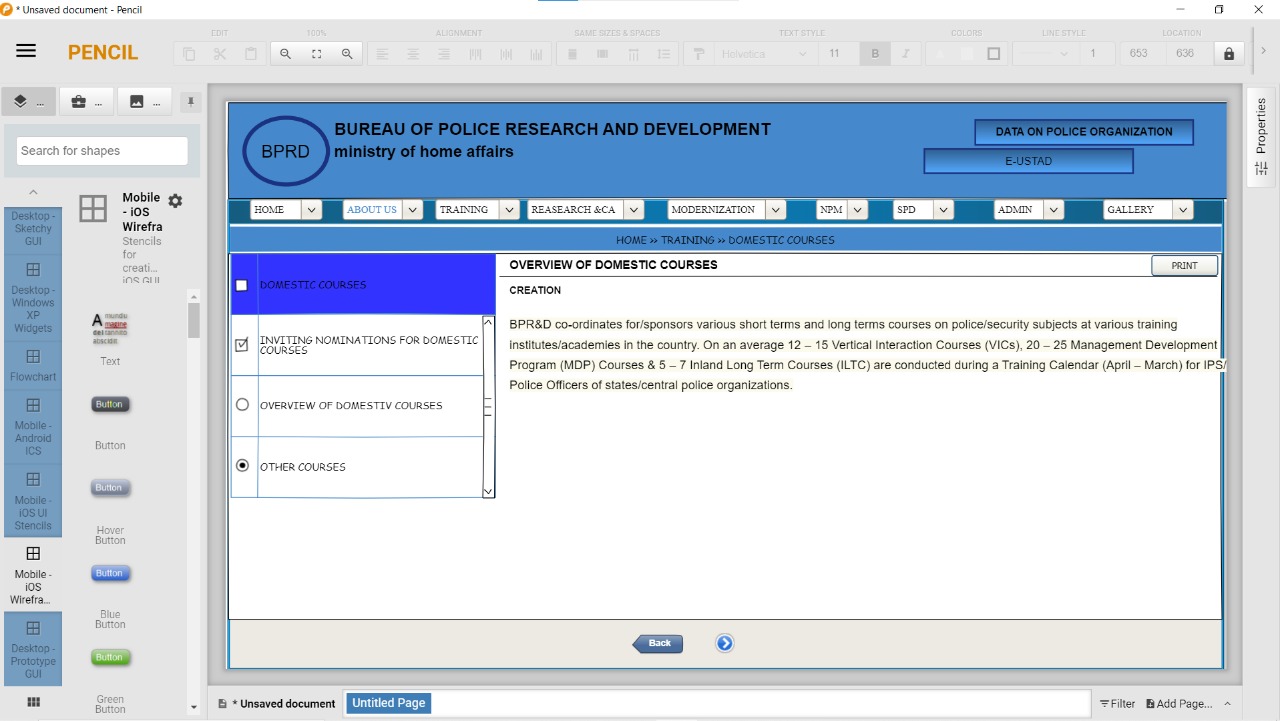 * Unsaved document - Pencil
PENCIL
EDIT
100%
ALIGNMENT
SAME SIZES & SPACES
TEXT STYLE
COLORS
LINE STYLE
LOCATION
Helvetica
11
B
I
A
1
653
636
...
...
...
Search for shapes
Desktop -
Sketchy
GUI
Desktop -
Windows
XP
Widgets
Flowchart
Mobile -
Android
ICS
Mobile -
iOS UI
Stencils
Mobile -
iOS
Wirefra...
Desktop -
Prototype
GUI
Mobile
- iOS
Wirefra
Stencils
for
creati...
iOS GUI
A mundu
magine
des tannito
abscidit
Text
Button
Button
Button
Hover
Button
Button
Blue
Button
Button
Green
Button
BPRD
BUREAU OF POLICE RESEARCH AND DEVELOPMENT
ministry of home affairs
DATA ON POLICE ORGANIZATION
E-USTAD
HOME
ABOUT US
TRAINING
REASEARCH &CA
MODERNIZATION
NPM
SPD
ADMIN
GALLERY
HOME >> TRAINING >> DOMESTIC COURSES
DOMESTIC COURSES
INVITING NOMINATIONS FOR DOMESTIC
COURSES
OVERVIEW OF DOMESTIV COURSES
OTHER COURSES
OVERVIEW OF DOMESTIC COURSES
PRINT
CREATION
BPR&D co-ordinates for/sponsors various short terms and long terms courses on police/security subjects at various training
institutes/academies in the country. On an average 12 – 15 Vertical Interaction Courses (VICs), 20 – 25 Management Development
Program (MDP) Courses & 5 – 7 Inland Long Term Courses (ILTC) are conducted during a Training Calendar (April – March) for IPS/
Police Officers of states/central police organizations.
Back
Properties
* Unsaved document
Untitled Page
Filter
Add Page...